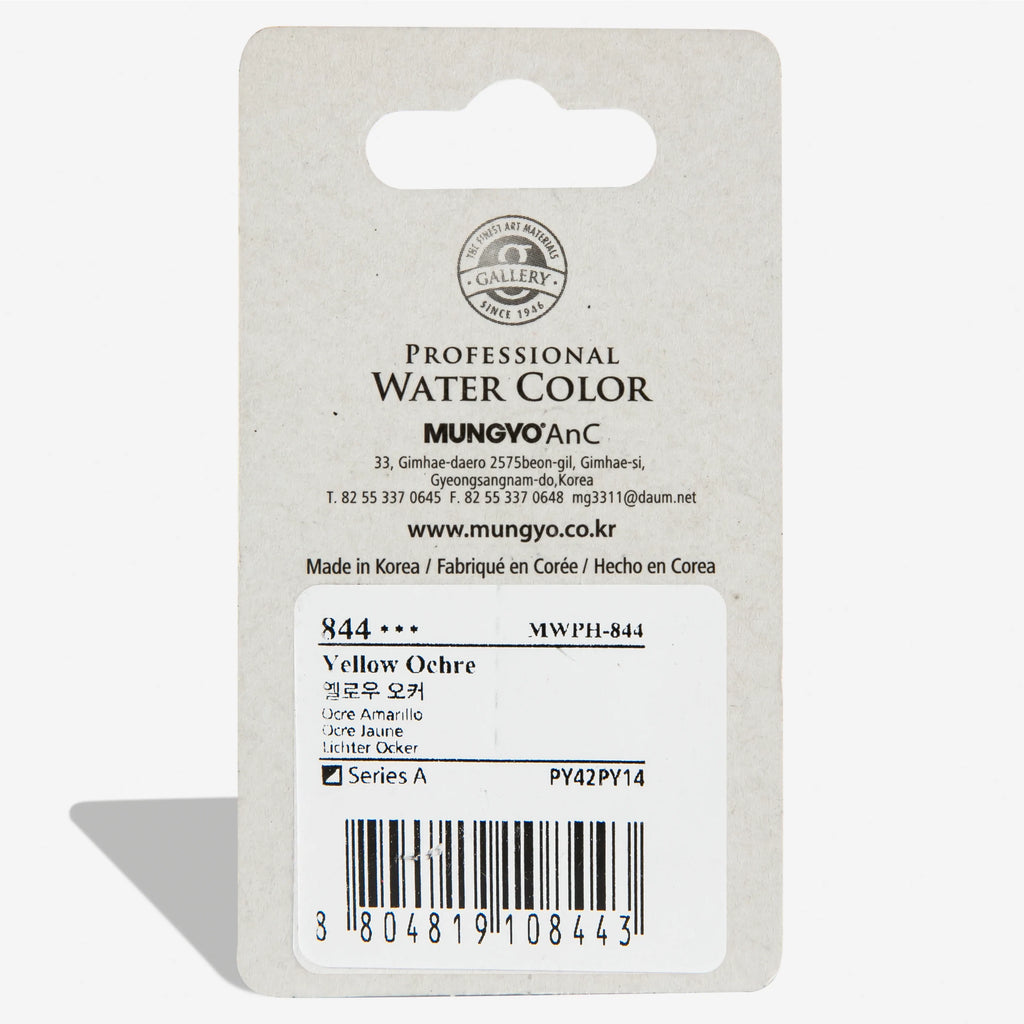 THE FINEST ART MATERIALS
g
· GALLERY ·
SINCE 1946
PROFESSIONAL
WATER COLOR
MUNGYO® AnC
33, Gimhae-daero 2575beon-gil, Gimhae-si,
Gyeongsangnam-do,Korea
T. 82 55 337 0645 F. 82 55 337 0648 mg3311@daum.net
www.mungyo.co.kr
Made in Korea / Fabriqué en Corée / Hecho en Corea
844 *** MWPH-844
Yellow Ochre
옐로우 오커
Ocre Amarillo
Ocre Jaune
Lichter Ocker
Series A PY42PY14
8 804819 108443